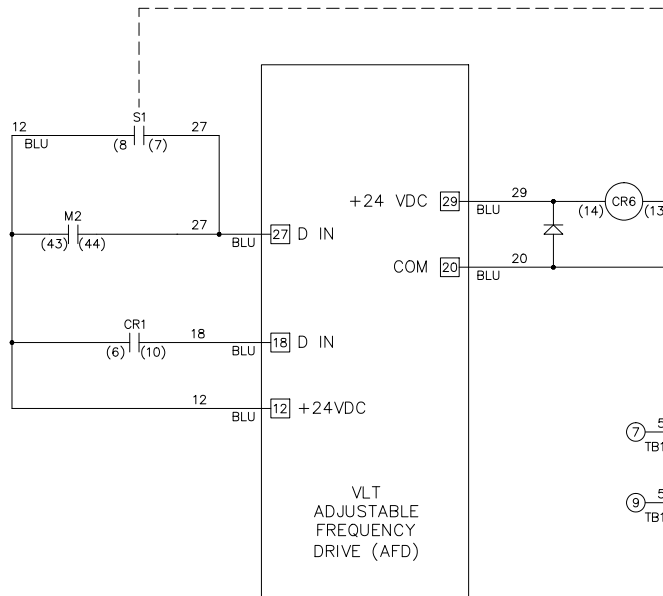 S1
12
27
BLU
(8
(7)
M2
27
+24 VDC
29
29
BLU
CR6
(14)
(13
(43)
(44)
BLU
27
D IN
COM
20
20
BLU
CR1
18
(6)
(10)
BLU
18
D IN
12
BLU
12
+24VDC
7
5
TB1
9
5
TB1
VLT
ADJUSTABLE
FREQUENCY
DRIVE (AFD)